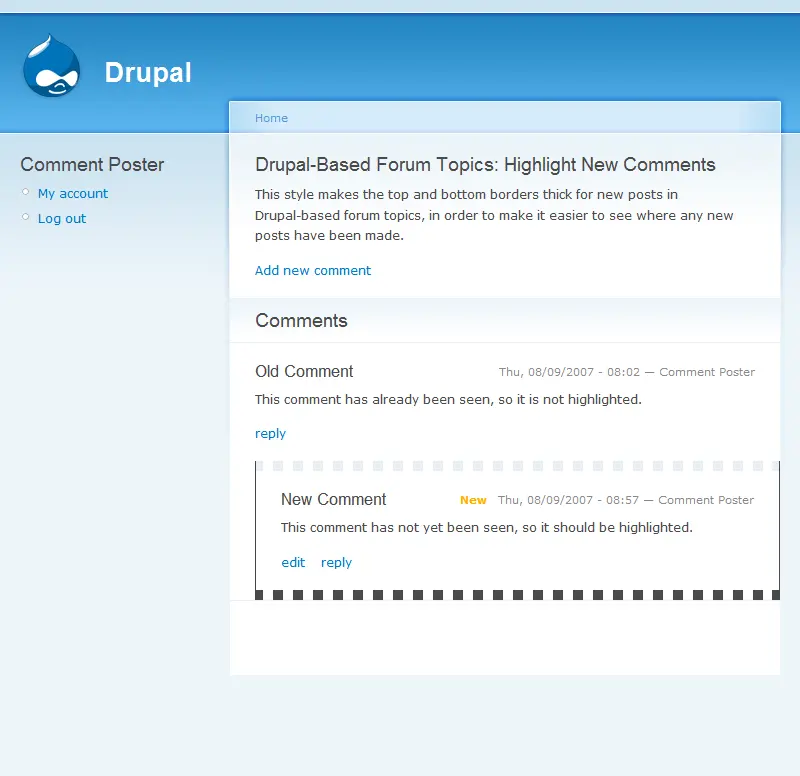 Drupal
Home
Comment Poster
My account
Log out
Drupal-Based Forum Topics: Highlight New Comments
This style makes the top and bottom borders thick for new posts in
Drupal-based forum topics, in order to make it easier to see where any new
posts have been made.
Add new comment
Comments
Old Comment Thu, 08/09/2007 - 08:02 — Comment Poster
This comment has already been seen, so it is not highlighted.
reply
New Comment New Thu, 08/09/2007 - 08:57 — Comment Poster
This comment has not yet been seen, so it should be highlighted.
edit reply